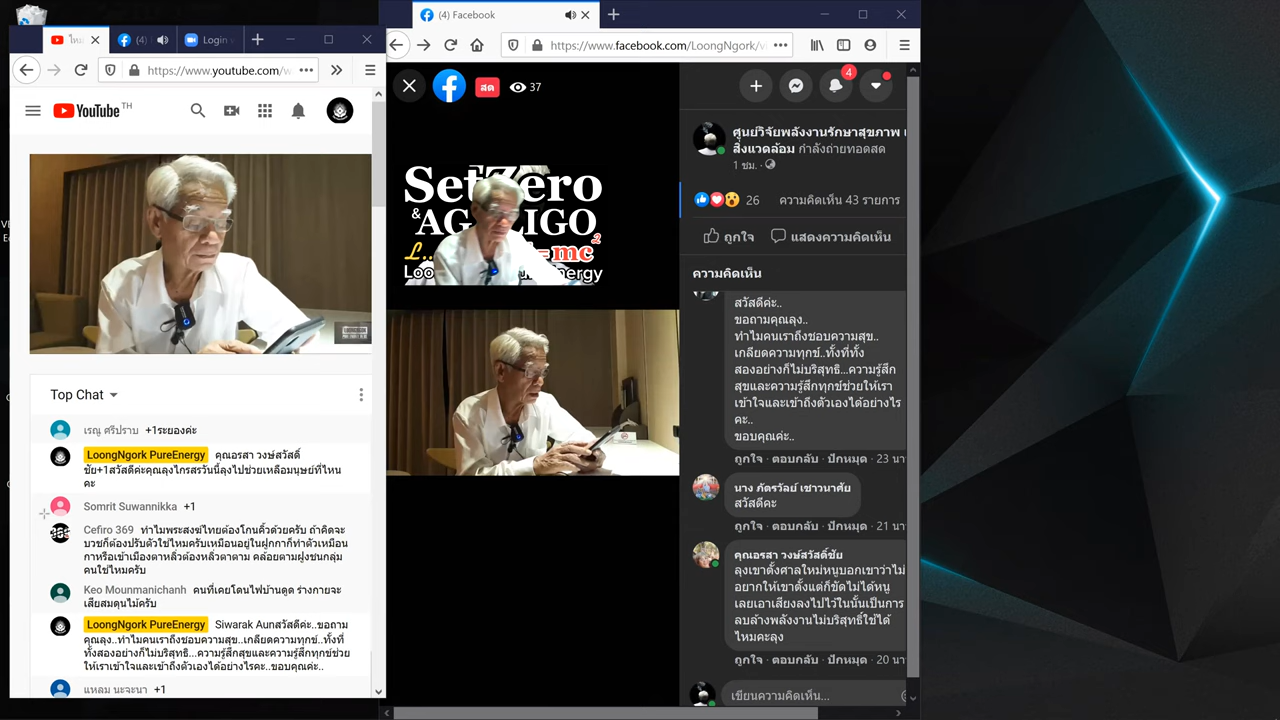 (4)
Login
https://www.youtube.com/w
YouTube TH
Top Chat
เรณู ศรีปราบ +1ระยองค่ะ
LoongNgork PureEnergy คุณอรสา วงษ์สวัสดิ์
ชัย+1สวัสดีค่ะคุณลุงไกรสรวันนี้ลุงไปช่วยเหลือมนุษย์ที่ไหน
คะ
Somrit Suwannikka +1
Cefiro 369 ทำไมพระสงฆ์ไทยต้องโกนคิ้วด้วยครับ ถ้าคิดจะ
บวชก็ต้องปรับตัวใช่ไหมครับเหมือนอยู่ในฝูกกาก็ทำตัวเหมือน
กาหรือเข้าเมืองตาหลิ่วต้องหลิ่วตาตาม คล้อยตามฝูงชนกลุ่ม
คนใช่ไหมครับ
Keo Mounmanichanh คนที่เคยโดนไฟบ้านดูด ร่างกายจะ
เสียสมดุนไม้ครับ
LoongNgork PureEnergy Siwarak Aunสวัสดีค่ะ..ขอถาม
คุณลุง..ทำไมคนเราถึงชอบความสุข..เกลียดความทุกข์..ทั้งที่
ทั้งสองอย่างก็ไม่บริสุทธิ...ความรู้สึกสุขและความรู้สึกทุกข์ช่วย
ให้เราเข้าใจและเข้าถึงตัวเองได้อย่างไรคะ..ขอบคุณค่ะ..
แหลม นะจะนา +1
(4) Facebook
https://www.facebook.com/LoongNgork/v
สด 37
SetZero
4
ศูนย์วิจัยพลังงานรักษาสุขภาพ
สิ่งแวดล้อม กำลังถ่ายทอดสด
1 ชม.
26 ความคิดเห็น 43 รายการ
ถูกใจ แสดงความคิดเห็น
ความคิดเห็น
สวัสดีค่ะ..
ขอถามคุณลุง..
ทำไมคนเราถึงชอบความสุข..
เกลียดความทุกข์..ทั้งที่ทั้ง
สองอย่างก็ไม่บริสุทธิ...ความรู้สึก
สุขและความรู้สึกทุกข์ช่วยให้เรา
เข้าใจและเข้าถึงตัวเองได้อย่างไร
คะ..
ขอบคุณค่ะ..
ถูกใจ · ตอบกลับ · ปักหมุด · 23 นา
นาง ภัตรวัลย์ เชาวนาศัย
สวัสดีคะ
ถูกใจ · ตอบกลับ · ปักหมุด · 21 นา
คุณอรสา วงษ์สวัสดิ์ชัย
ลุงเขาตั้งศาลใหม่หนูบอกเขาว่าไม่
อยากให้เขาตั้งแต่ก็ขัดไม่ได้หนู
เลยเอาเสียงลงไปไว้ในนั้นเป็นการ
ลบล้างพลังงานไม่บริสุทธิ์ใช้ได้
ไหมคะลุง
ถูกใจ · ตอบกลับ · ปักหมุด · 20 นา
เขียนความคิดเห็น...